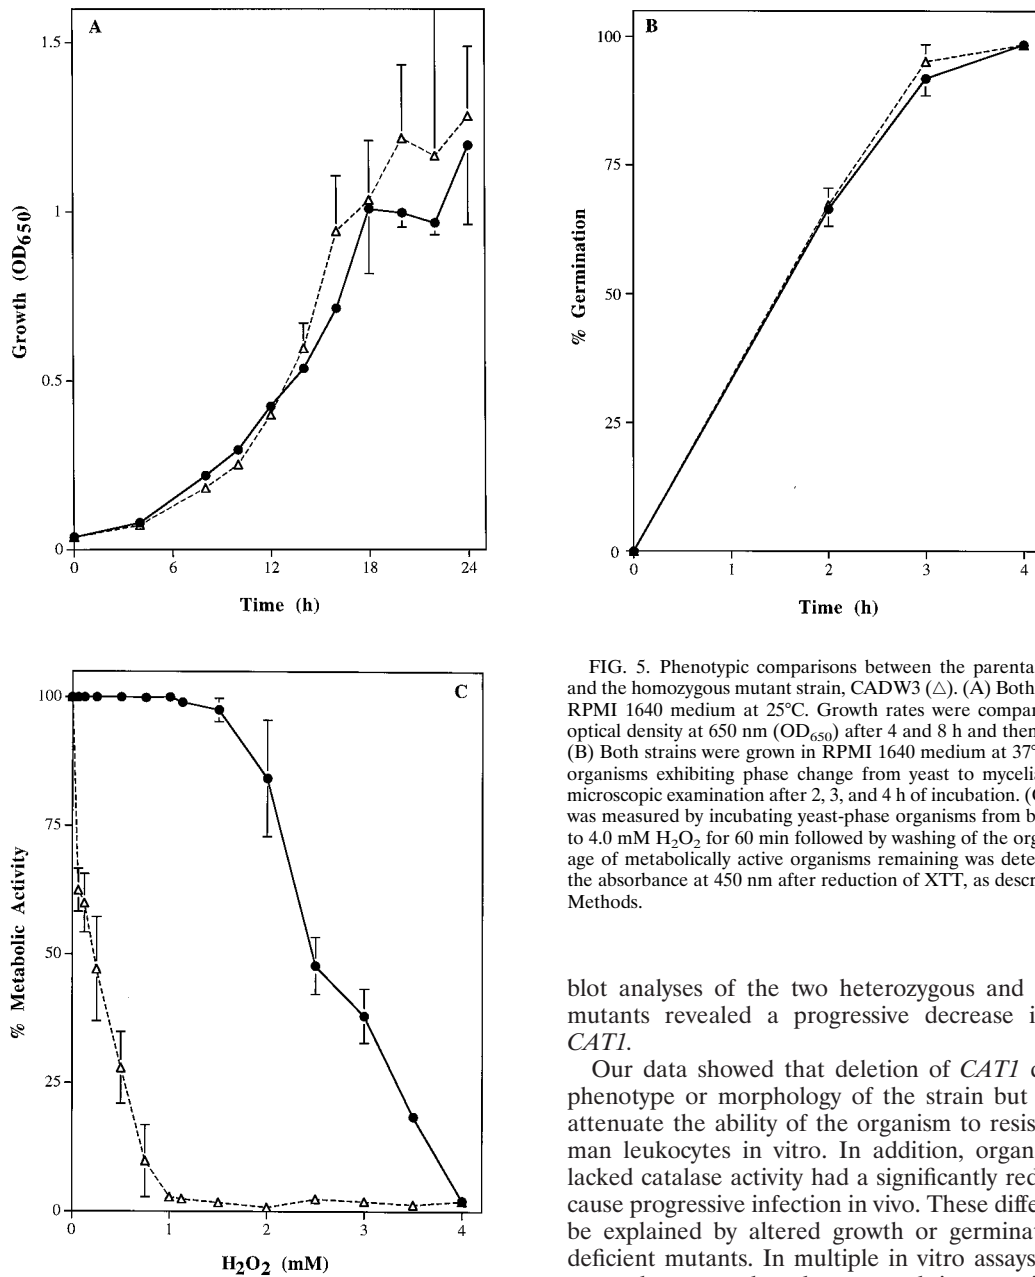 A
1.5
1
0.5
0
Growth (OD650)
0 6 12 18 24
Time (h)
B
100
75
50
25
0
% Germination
0 1 2 3 4
Time (h)
C
100
75
50
25
0
% Metabolic Activity
0 1 2 3 4
H2O2 (mM)
FIG. 5. Phenotypic comparisons between the parenta
and the homozygous mutant strain, CADW3 (△). (A) Both
RPMI 1640 medium at 25°C. Growth rates were compar
optical density at 650 nm (OD650) after 4 and 8 h and then
(B) Both strains were grown in RPMI 1640 medium at 37°
organisms exhibiting phase change from yeast to mycelia
microscopic examination after 2, 3, and 4 h of incubation. (C
was measured by incubating yeast-phase organisms from b
to 4.0 mM H2O2 for 60 min followed by washing of the org
age of metabolically active organisms remaining was dete
the absorbance at 450 nm after reduction of XTT, as descr
Methods.
blot analyses of the two heterozygous and
mutants revealed a progressive decrease i
CAT1.
Our data showed that deletion of CAT1 c
phenotype or morphology of the strain but
attenuate the ability of the organism to resis
man leukocytes in vitro. In addition, organ
lacked catalase activity had a significantly red
cause progressive infection in vivo. These diffe
be explained by altered growth or germinat
deficient mutants. In multiple in vitro assays